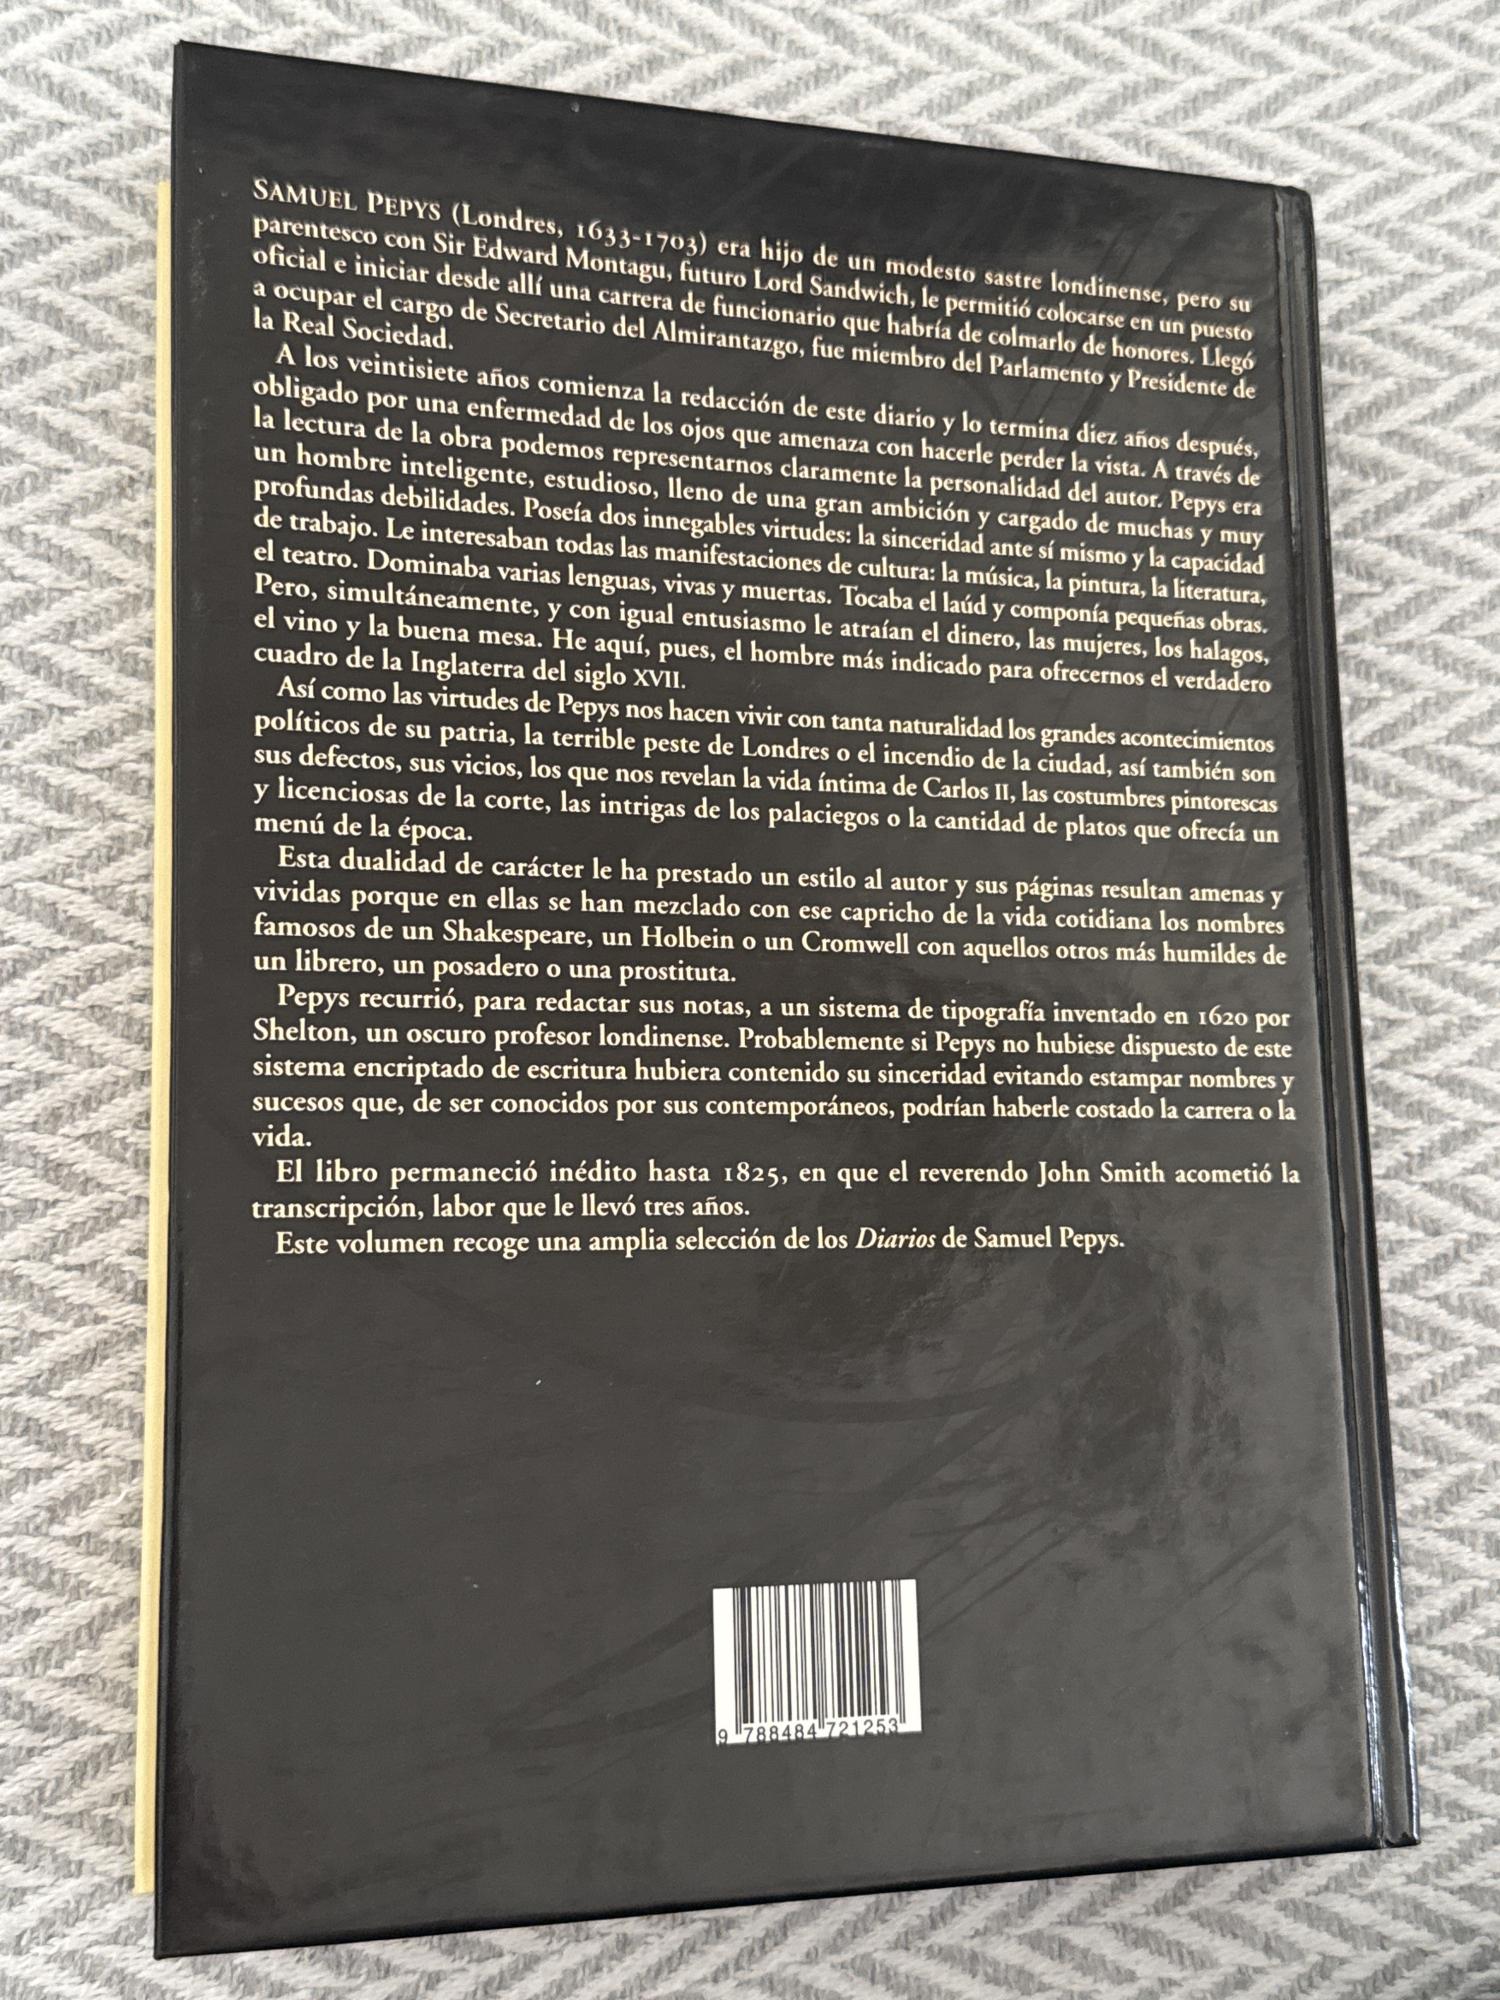 SAMUEL PEPYS (Londres, 1633-1703) era hijo de un modesto sastre londinense, pero su
parentesco con Sir Edward Montagu, futuro Lord Sandwich, le permitió colocarse en un puesto
oficial e iniciar desde allí una carrera de funcionario que habría de colmarlo de honores. Llegó
a ocupar el cargo de Secretario del Almirantazgo, fue miembro del Parlamento y Presidente de
la Real Sociedad.
A los veintisiete años comienza la redacción de este diario y lo termina diez años después,
obligado por una enfermedad de los ojos que amenaza con hacerle perder la vista. A través de
la lectura de la obra podemos representarnos claramente la personalidad del autor. Pepys era
un hombre inteligente, estudioso, lleno de una gran ambición y cargado de muchas y muy
profundas debilidades. Poseía dos innegables virtudes: la sinceridad ante sí mismo y la capacidad
de trabajo. Le interesaban todas las manifestaciones de cultura: la música, la pintura, la literatura,
el teatro. Dominaba varias lenguas, vivas y muertas. Tocaba el laúd y componía pequeñas obras.
Pero, simultáneamente, y con igual entusiasmo le atraían el dinero, las mujeres, los halagos,
el vino y la buena mesa. He aquí, pues, el hombre más indicado para ofrecernos el verdadero
cuadro de la Inglaterra del siglo XVII.
Así como las virtudes de Pepys nos hacen vivir con tanta naturalidad los grandes acontecimientos
políticos de su patria, la terrible peste de Londres o el incendio de la ciudad, así también son
sus defectos, sus vicios, los que nos revelan la vida íntima de Carlos II, las costumbres pintorescas
y licenciosas de la corte, las intrigas de los palaciegos o la cantidad de platos que ofrecía un
menú de la época.
Esta dualidad de carácter le ha prestado un estilo al autor y sus páginas resultan amenas y
vividas porque en ellas se han mezclado con ese capricho de la vida cotidiana los nombres
famosos de un Shakespeare, un Holbein o un Cromwell con aquellos otros más humildes de
un librero, un posadero o una prostituta.
Pepys recurrió, para redactar sus notas, a un sistema de tipografía inventado en 1620 por
Shelton, un oscuro profesor londinense. Probablemente si Pepys no hubiese dispuesto de este
sistema encriptado de escritura hubiera contenido su sinceridad evitando estampar nombres y
sucesos que, de ser conocidos por sus contemporáneos, podrían haberle costado la carrera o la
vida.
El libro permaneció inédito hasta 1825, en que el reverendo John Smith acometió la
transcripción, labor que le llevó tres años.
Este volumen recoge una amplia selección de los Diarios de Samuel Pepys.
9 788484 721253